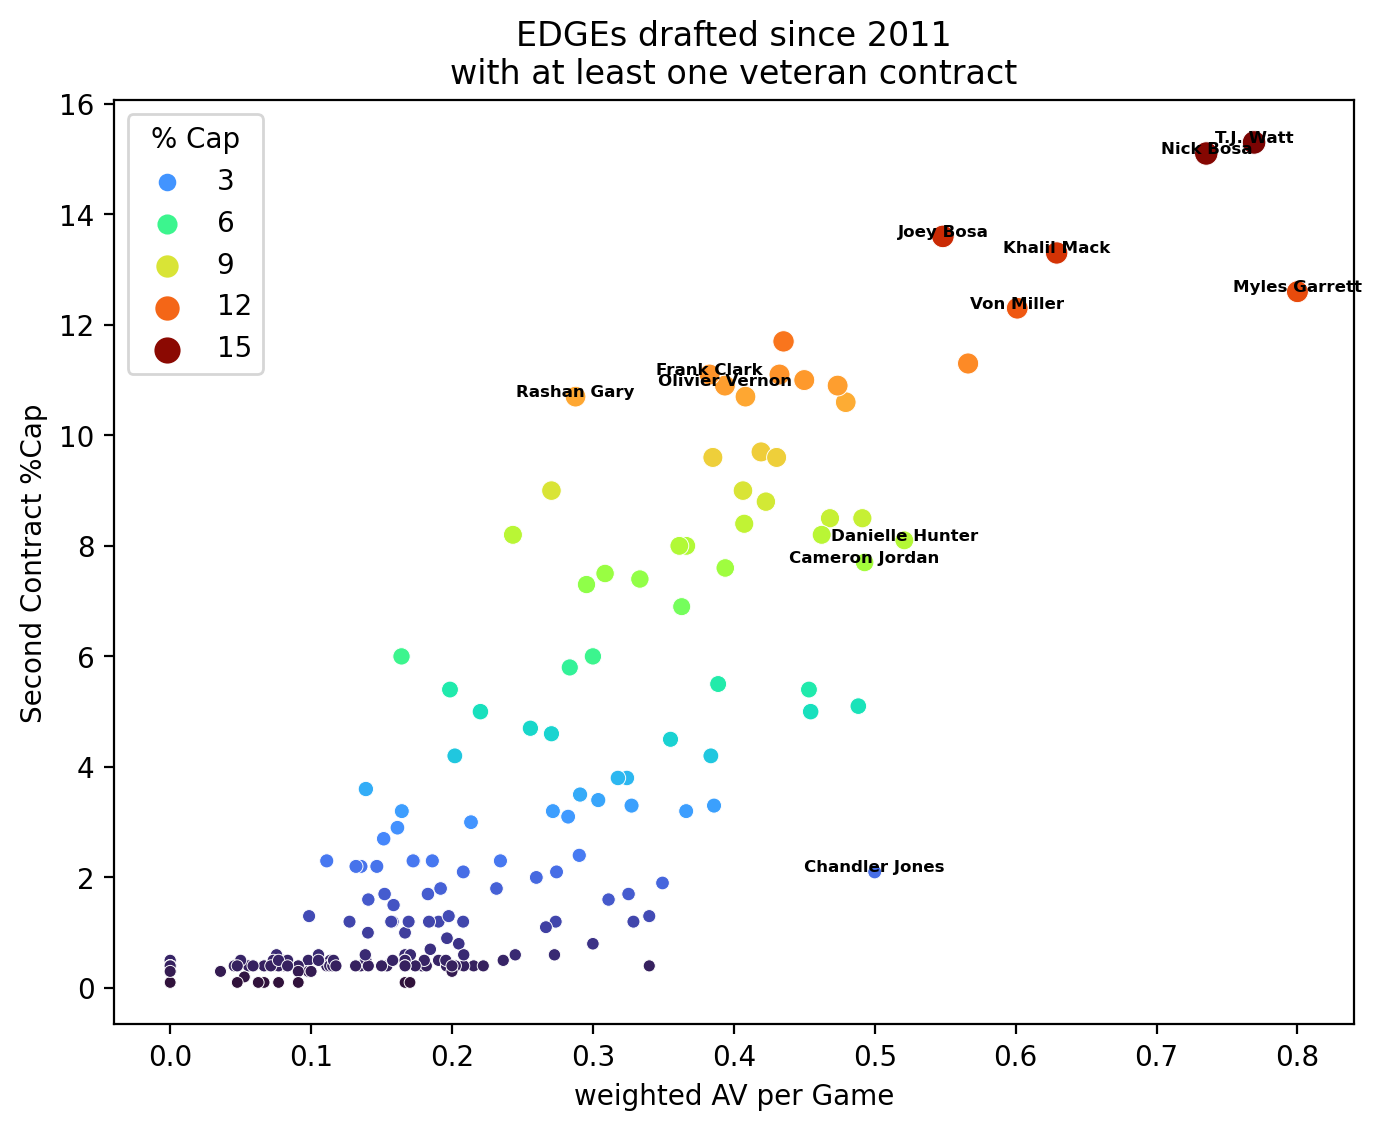 EDGEs drafted since 2011
with at least one veteran contract
% Cap
3
6
9
12
15
Second Contract %Cap
16
14
12
10
8
6
4
2
0
T.J. Watt
Nick Bosa
Joey Bosa
Khalil Mack
Myles Garrett
Von Miller
Frank Clark
Olivier Vernon
Rashan Gary
Danielle Hunter
Cameron Jordan
Chandler Jones
0.0 0.1 0.2 0.3 0.4 0.5 0.6 0.7 0.8
weighted AV per Game